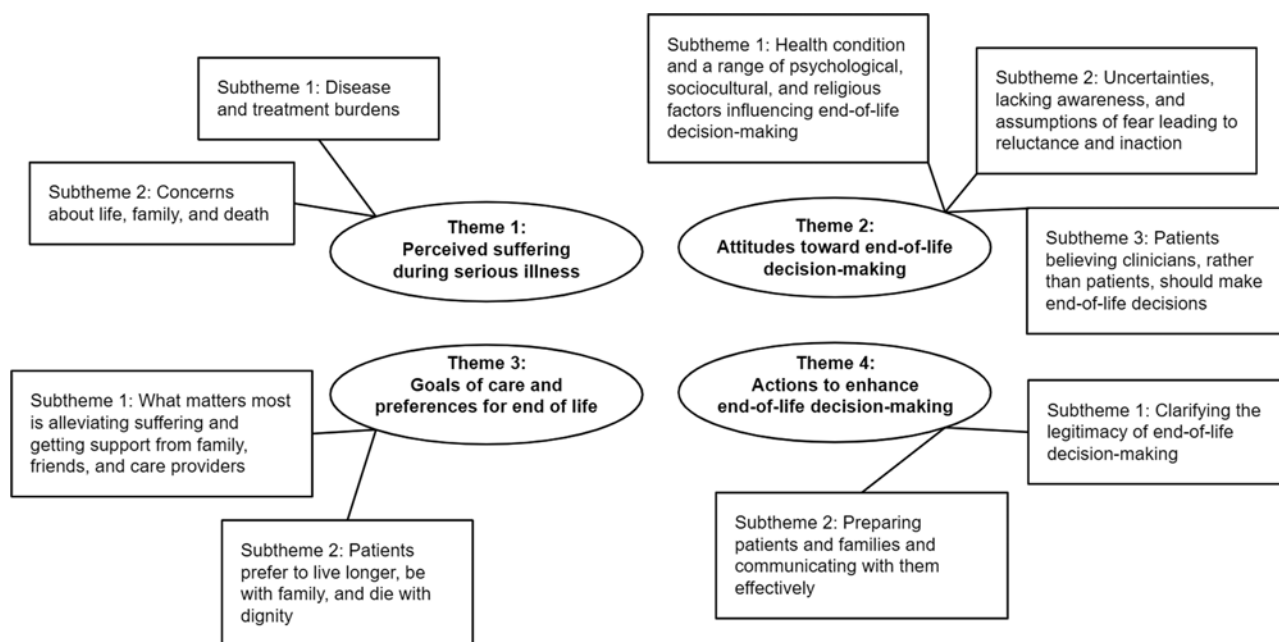 Theme 1:
Perceived suffering
during serious illness
Subtheme 1: Disease
and treatment burdens
Subtheme 2: Concerns
about life, family, and death
Theme 2:
Attitudes toward end-of-life
decision-making
Subtheme 1: Health condition
and a range of psychological,
sociocultural, and religious
factors influencing end-of-life
decision-making
Subtheme 2: Uncertainties,
lacking awareness, and
assumptions of fear leading to
reluctance and inaction
Subtheme 3: Patients
believing clinicians, rather
than patients, should make
end-of-life decisions
Theme 3:
Goals of care and
preferences for end of life
Subtheme 1: What matters most
is alleviating suffering and
getting support from family,
friends, and care providers
Subtheme 2: Patients
prefer to live longer, be
with family, and die with
dignity
Theme 4:
Actions to enhance
end-of-life decision-making
Subtheme 1: Clarifying the
legitimacy of end-of-life
decision-making
Subtheme 2: Preparing
patients and families and
communicating with them
effectively